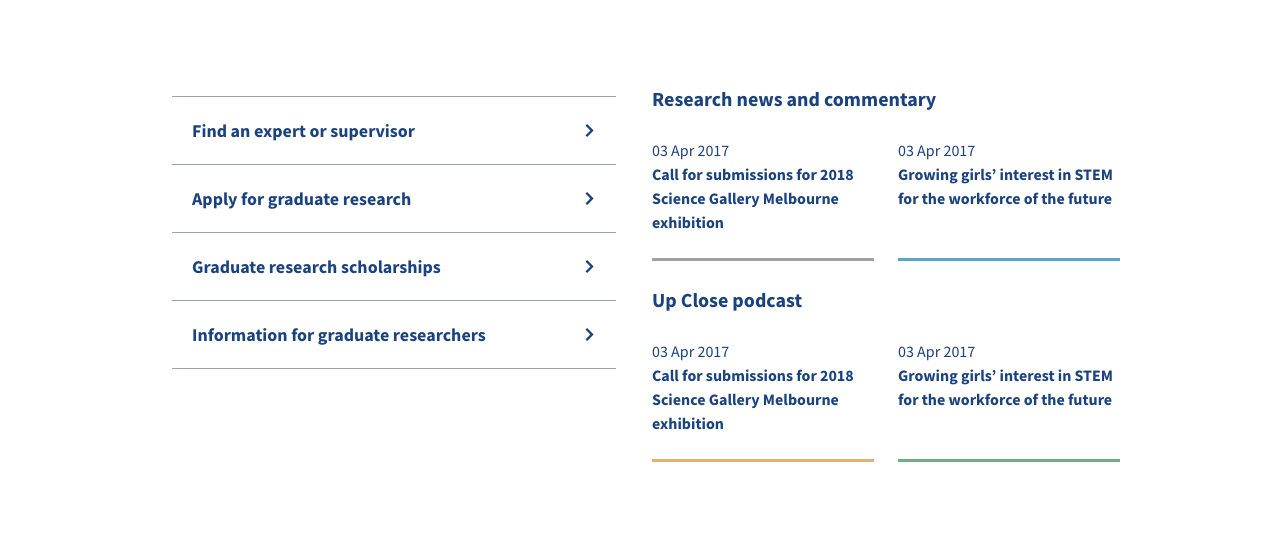 Find an expert or supervisor
Apply for graduate research
Graduate research scholarships
Information for graduate researchers
Research news and commentary
03 Apr 2017
Call for submissions for 2018
Science Gallery Melbourne
exhibition
03 Apr 2017
Growing girls’ interest in STEM
for the workforce of the future
Up Close podcast
03 Apr 2017
Call for submissions for 2018
Science Gallery Melbourne
exhibition
03 Apr 2017
Growing girls’ interest in STEM
for the workforce of the future